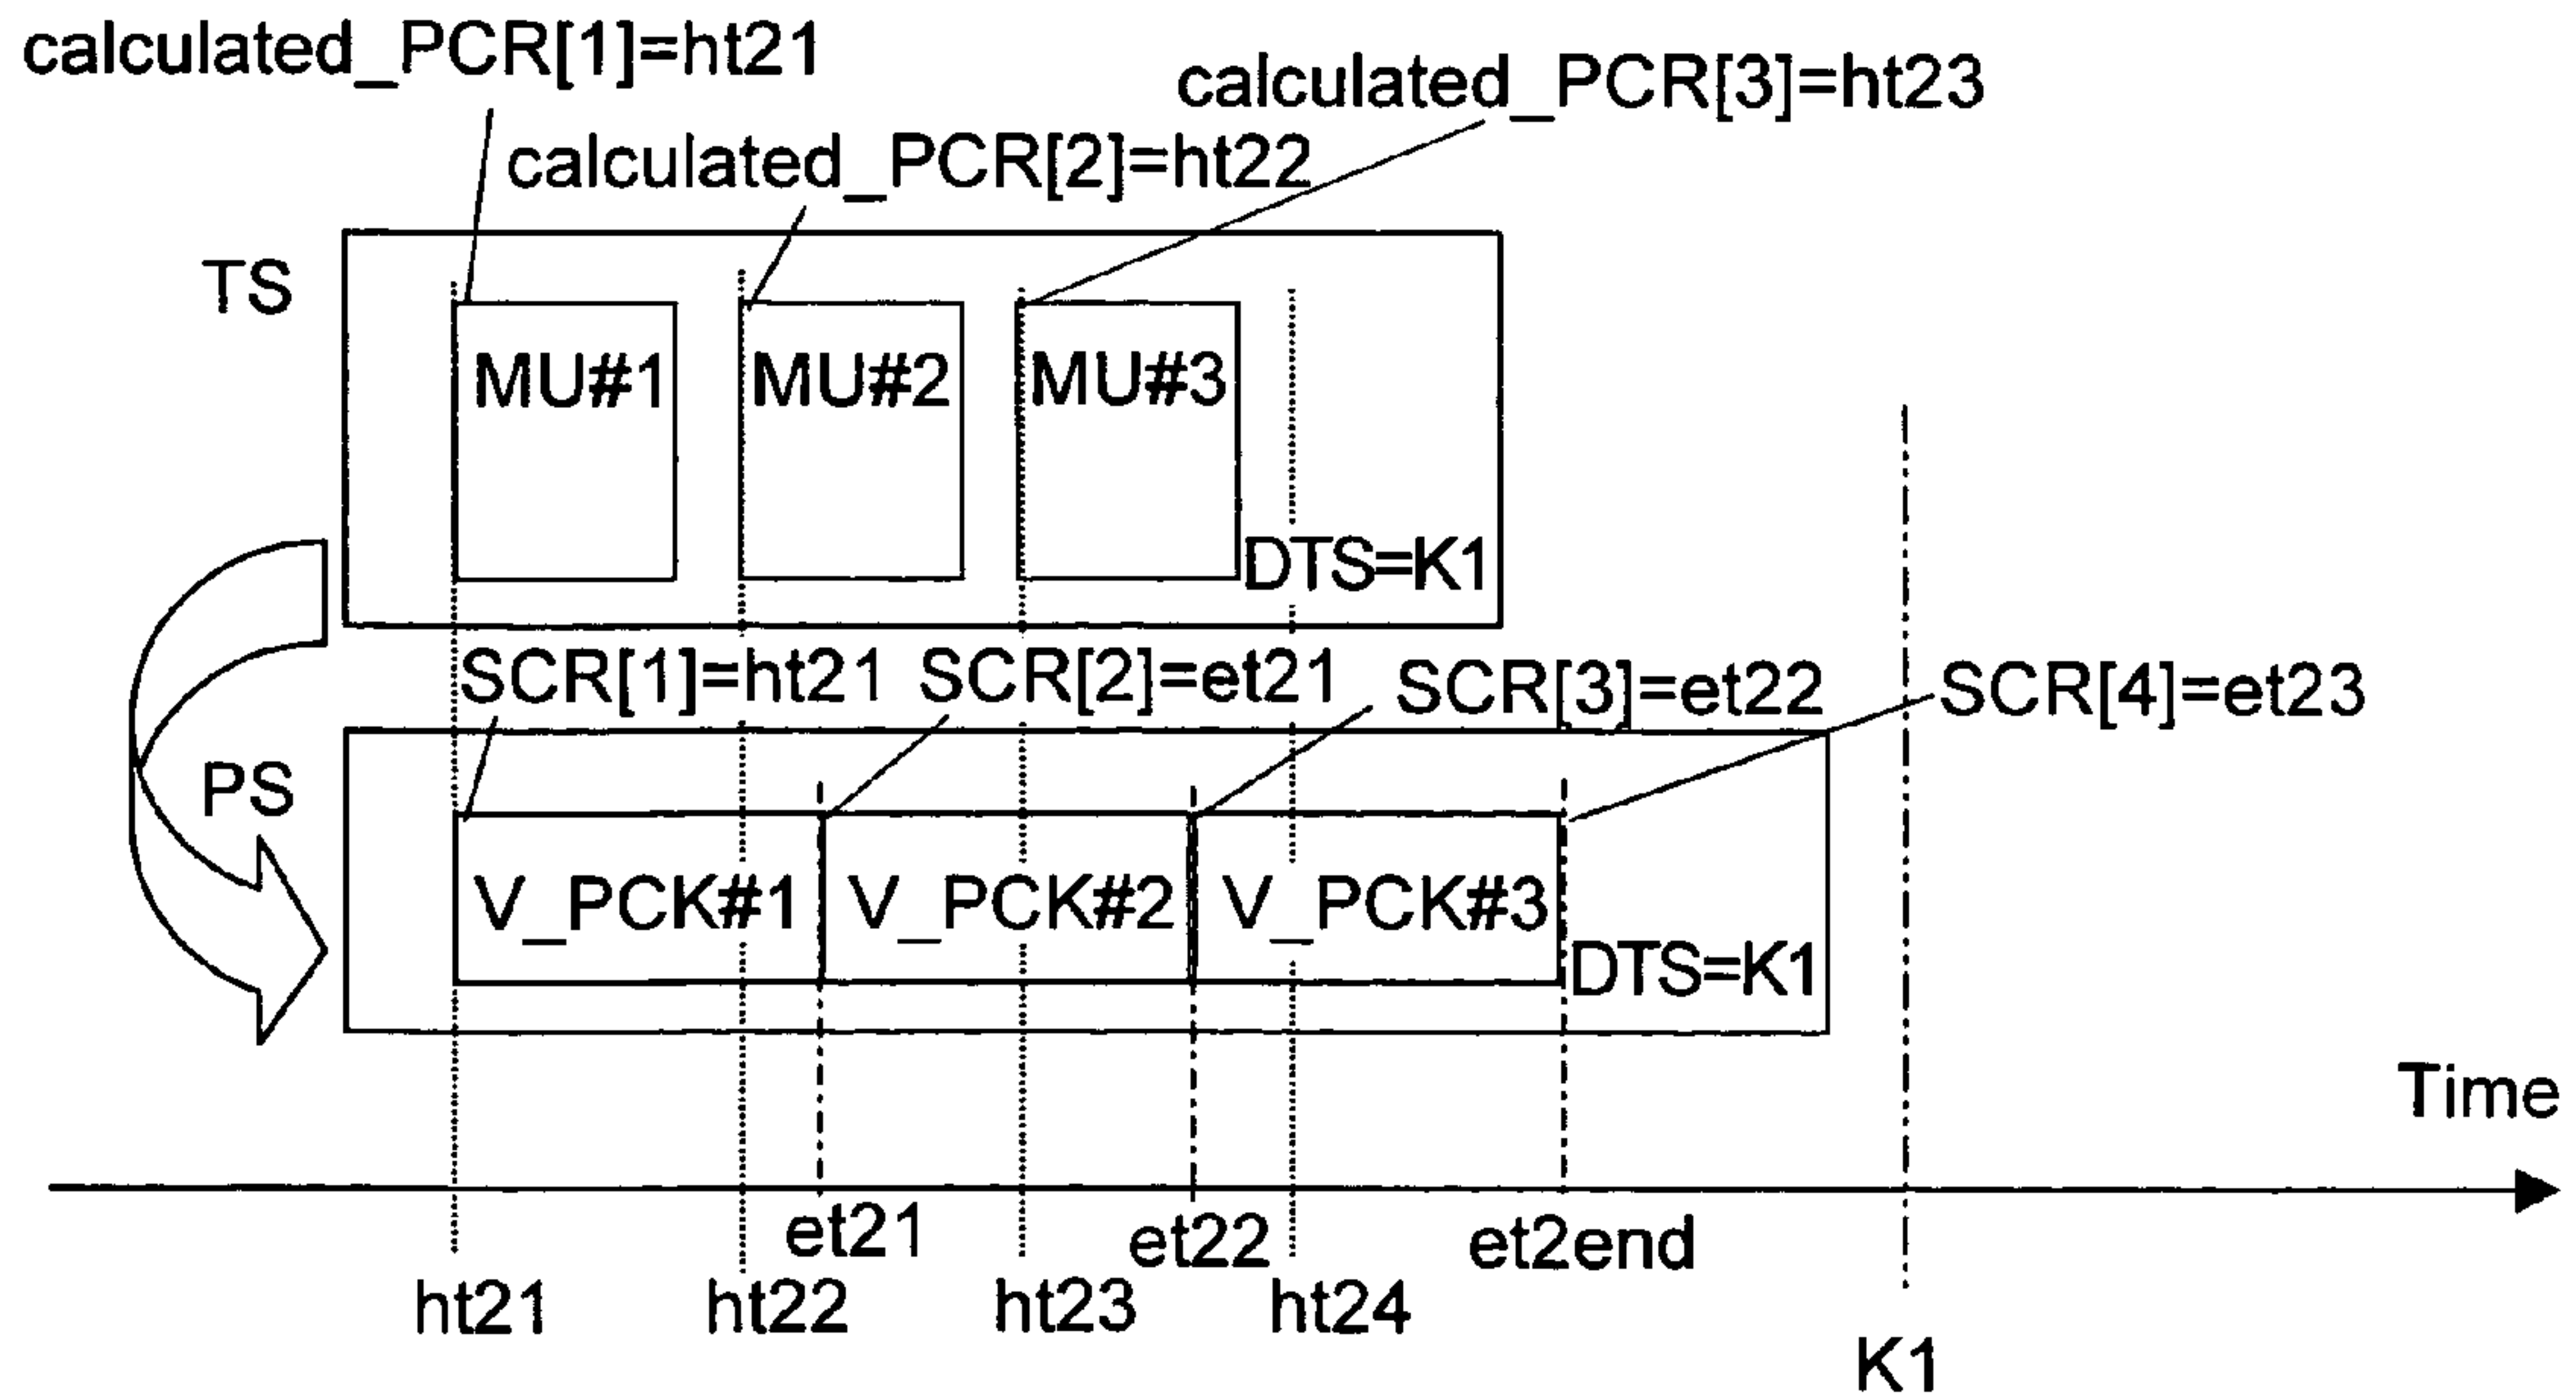 calculated_PCR[1]=ht21
calculated_PCR[3]=ht23
calculated_PCR[2]=ht22
TS
MU#1 MU#2 MU#3
DTS=K1
SCR[1]=ht21 SCR[2]=et21 SCR[3]=et22 SCR[4]=et23
PS
V_PCK#1 V_PCK#2 V_PCK#3
DTS=K1
Time
et21 et22 et2end
ht21 ht22 ht23 ht24
K1